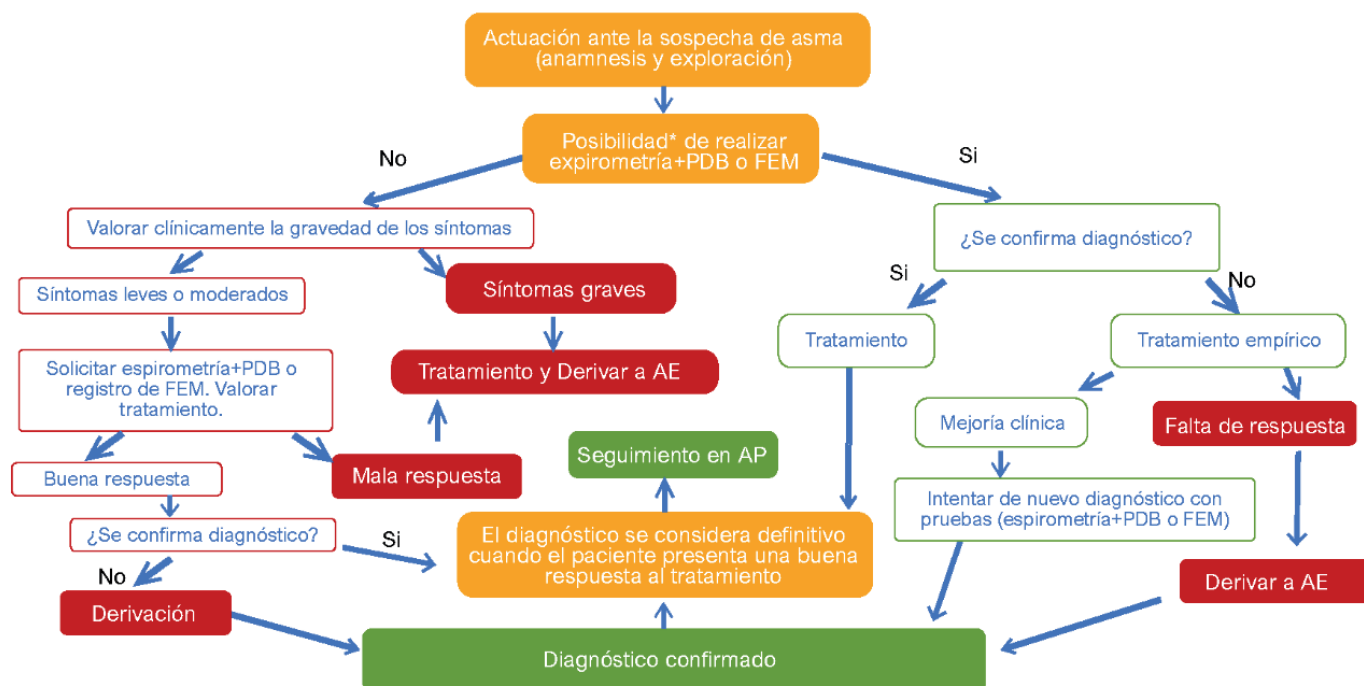 Actuación ante la sospecha de asma
(anamnesis y exploración)
Posibilidad* de realizar
expirometría+PDB o FEM
No
Si
Valorar clínicamente la gravedad de los síntomas
¿Se confirma diagnóstico?
Si
No
Síntomas leves o moderados
Síntomas graves
Tratamiento
Tratamiento empírico
Solicitar espirometría+PDB o
registro de FEM. Valorar
tratamiento.
Tratamiento y Derivar a AE
Mejoría clínica
Falta de respuesta
Seguimiento en AP
Buena respuesta
Mala respuesta
Intentar de nuevo diagnóstico con
pruebas (espirometría+PDB o FEM)
¿Se confirma diagnóstico?
Si
El diagnóstico se considera definitivo
cuando el paciente presenta una buena
respuesta al tratamiento
No
Derivación
Derivar a AE
Diagnóstico confirmado